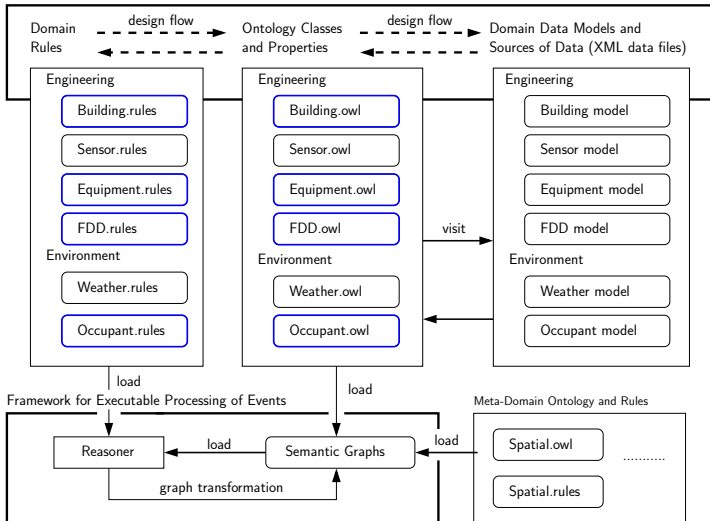 Domain Rules
design flow
Ontology Classes and Properties
design flow
Domain Data Models and Sources of Data (XML data files)
Engineering
Building.rules
Sensor.rules
Equipment.rules
FDD.rules
Environment
Weather.rules
Occupant.rules
Engineering
Building.owl
Sensor.owl
Equipment.owl
FDD.owl
Environment
Weather.owl
Occupant.owl
visit
Engineering
Building model
Sensor model
Equipment model
FDD model
Environment
Weather model
Occupant model
load
load
Framework for Executable Processing of Events
Reasoner
load
Semantic Graphs
graph transformation
load
Meta-Domain Ontology and Rules
Spatial.owl
...........
Spatial.rules